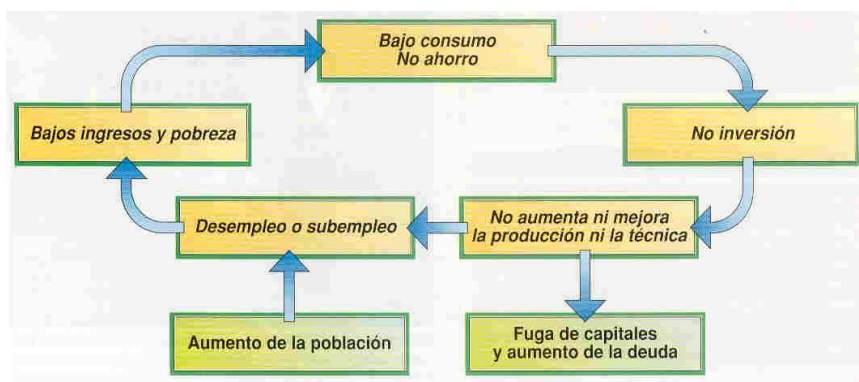 Bajo consumo
No ahorro
Bajos ingresos y pobreza
No inversión
Desempleo o subempleo
No aumenta ni mejora
la producción ni la técnica
Aumento de la población
Fuga de capitales
y aumento de la deuda